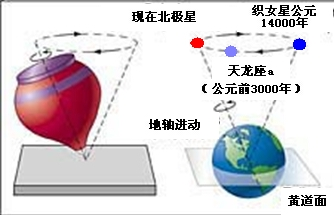 现在北极星
织女星公元
14000年
天龙座a
（公元前3000年）
地轴进动
黄道面